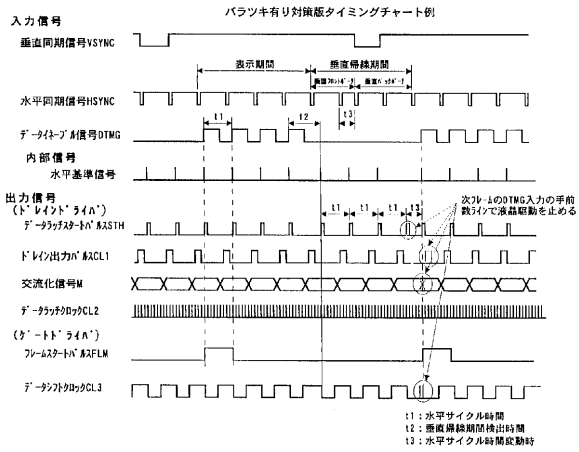 バラツキ有り対策版タイミングチャート例
入力信号
垂直同期信号VSYNC
表示期間
垂直帰線期間
垂直フロントポーチ
垂直バックポーチ
水平同期信号HSYNC
t1
t2
t3
データイネーブル信号DTMG
内部信号
水平基準信号
出力信号
(ドレインドライバ)
t1
t1
t1
t3
次フレームのDTMG入力の手前
数ラインで液晶駆動を止める
データラッチスタートパルスSTH
ドレイン出力パルスCL1
交流化信号M
データラッチクロックCL2
(ゲートドライバ)
フレームスタートパルスFLM
データシフトクロックCL3
t1:水平サイクル時間
t2:垂直帰線期間検出時間
t3:水平サイクル時間変動時